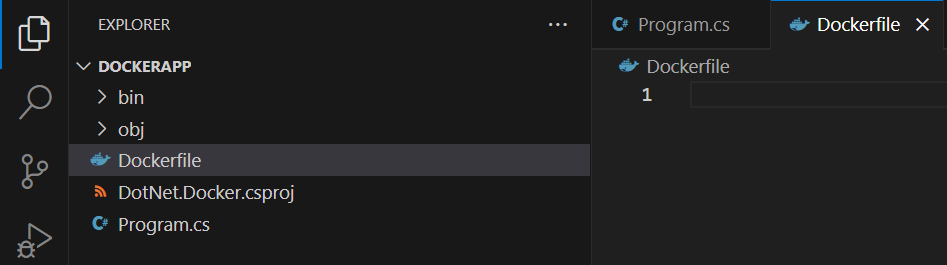 EXPLORER
DOCKERAPP
bin
obj
Dockerfile
DotNet.Docker.csproj
C# Program.cs
C# Program.cs
Dockerfile
Dockerfile
1